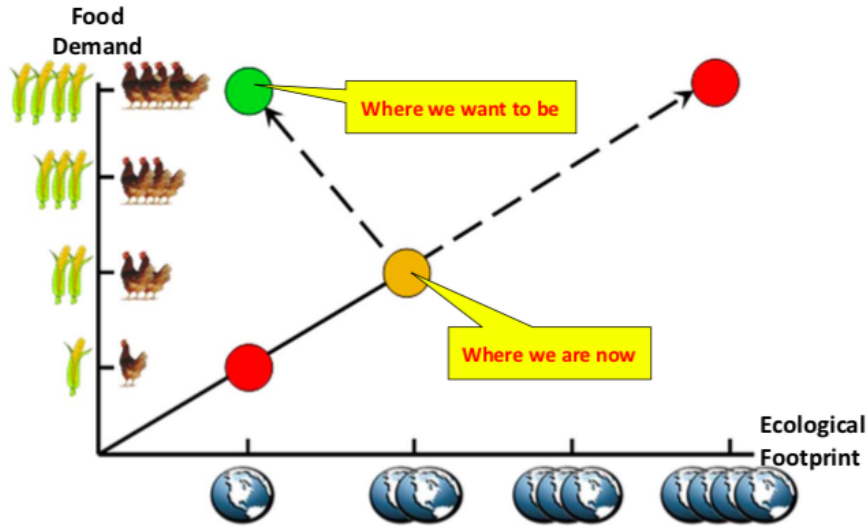 Food
Demand
Where we want to be
Where we are now
Ecological
Footprint